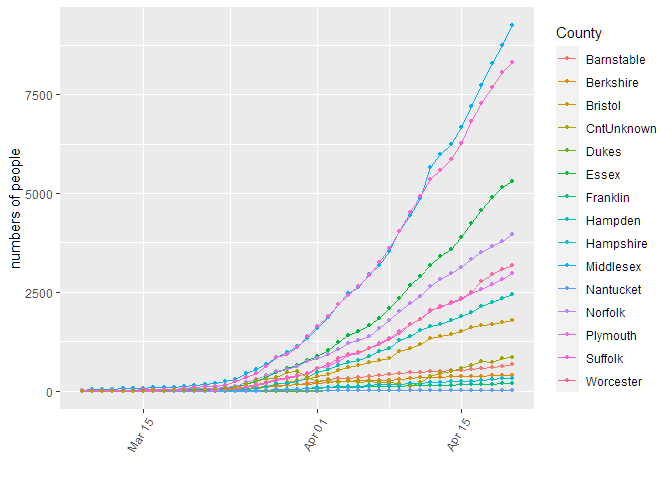 County
Barnstable
Berkshire
Bristol
CntUnknown
Dukes
Essex
Franklin
Hampden
Hampshire
Middlesex
Nantucket
Norfolk
Plymouth
Suffolk
Worcester
numbers of people
7500
5000
2500
0
Mar 15
Apr 01
Apr 15